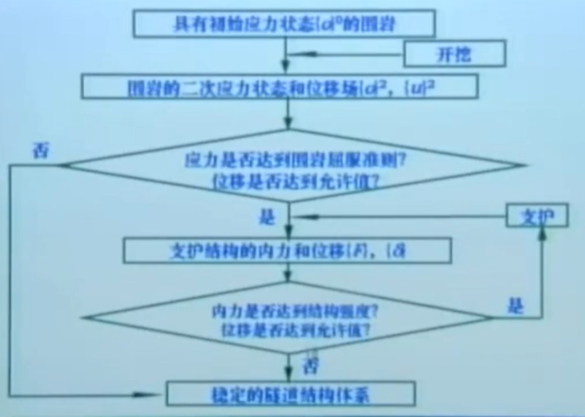 具有初始应力状态{σ}⁰的围岩
开挖
围岩的二次应力状态和位移场{σ}²，{u}²
否
应力是否达到围岩屈服准则？
位移是否达到允许值？
是
支护
支护结构的内力和位移{F}，{δ}
内力是否达到结构强度？
位移是否达到允许值？
是
否
稳定的隧道结构体系